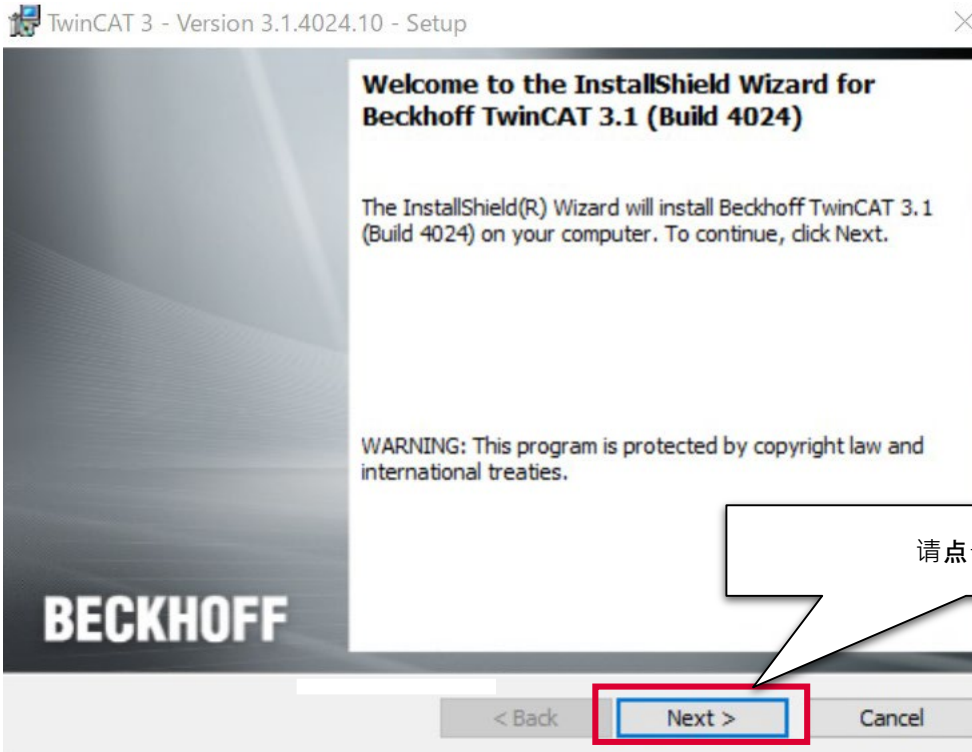 TwinCAT 3 - Version 3.1.4024.10 - Setup
Welcome to the InstallShield Wizard for
Beckhoff TwinCAT 3.1 (Build 4024)
The InstallShield(R) Wizard will install Beckhoff TwinCAT 3.1
(Build 4024) on your computer. To continue, click Next.
WARNING: This program is protected by copyright law and
international treaties.
请点
BECKHOFF
< Back
Next >
Cancel